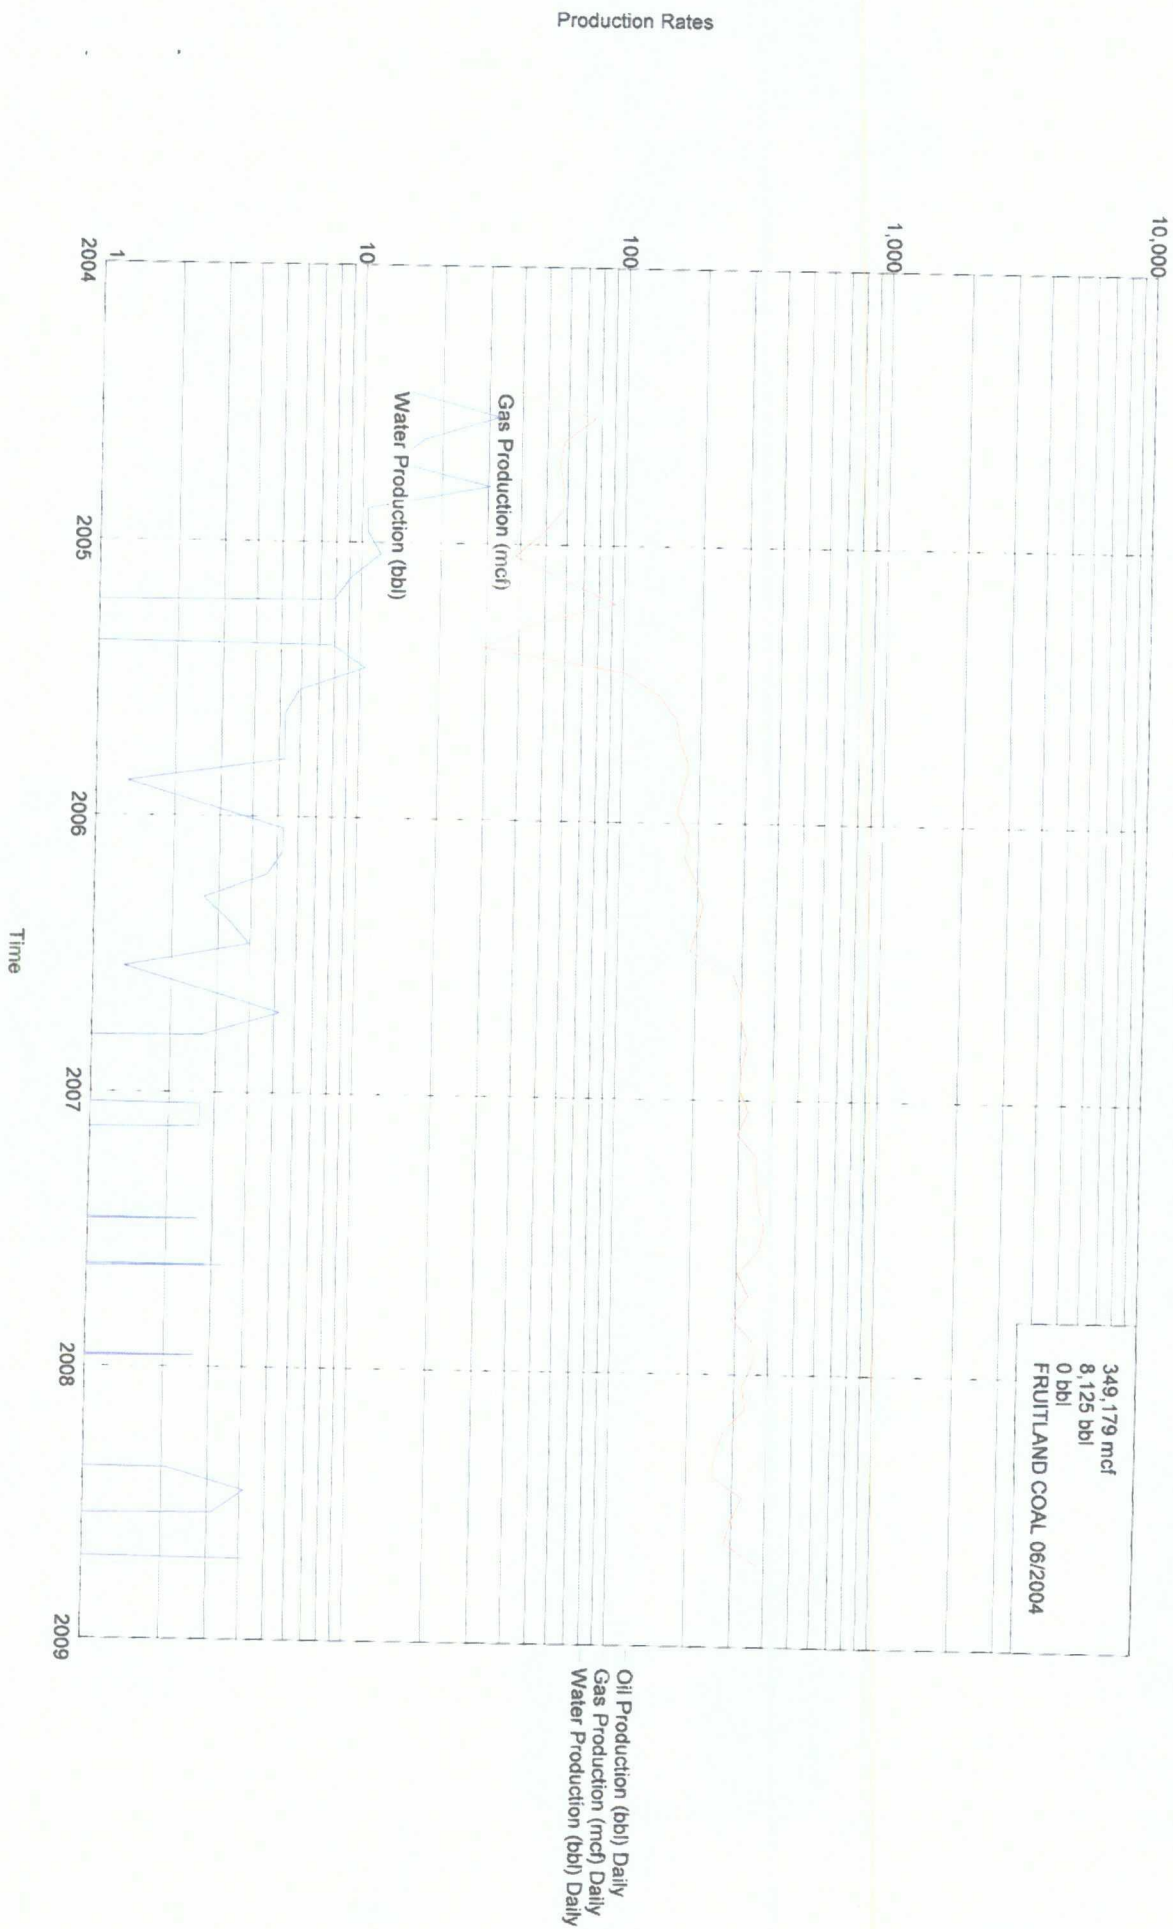 Production Rates
10,000
1,000
100
10
1
2004
2005
2006
2007
2008
2009
Time
Gas Production (mcf)
Water Production (bbl)
349,179 mcf
8,125 bbl
0 bbl
FRUITLAND COAL 06/2004
Oil Production (bbl) Daily
Gas Production (mcf) Daily
Water Production (bbl) Daily